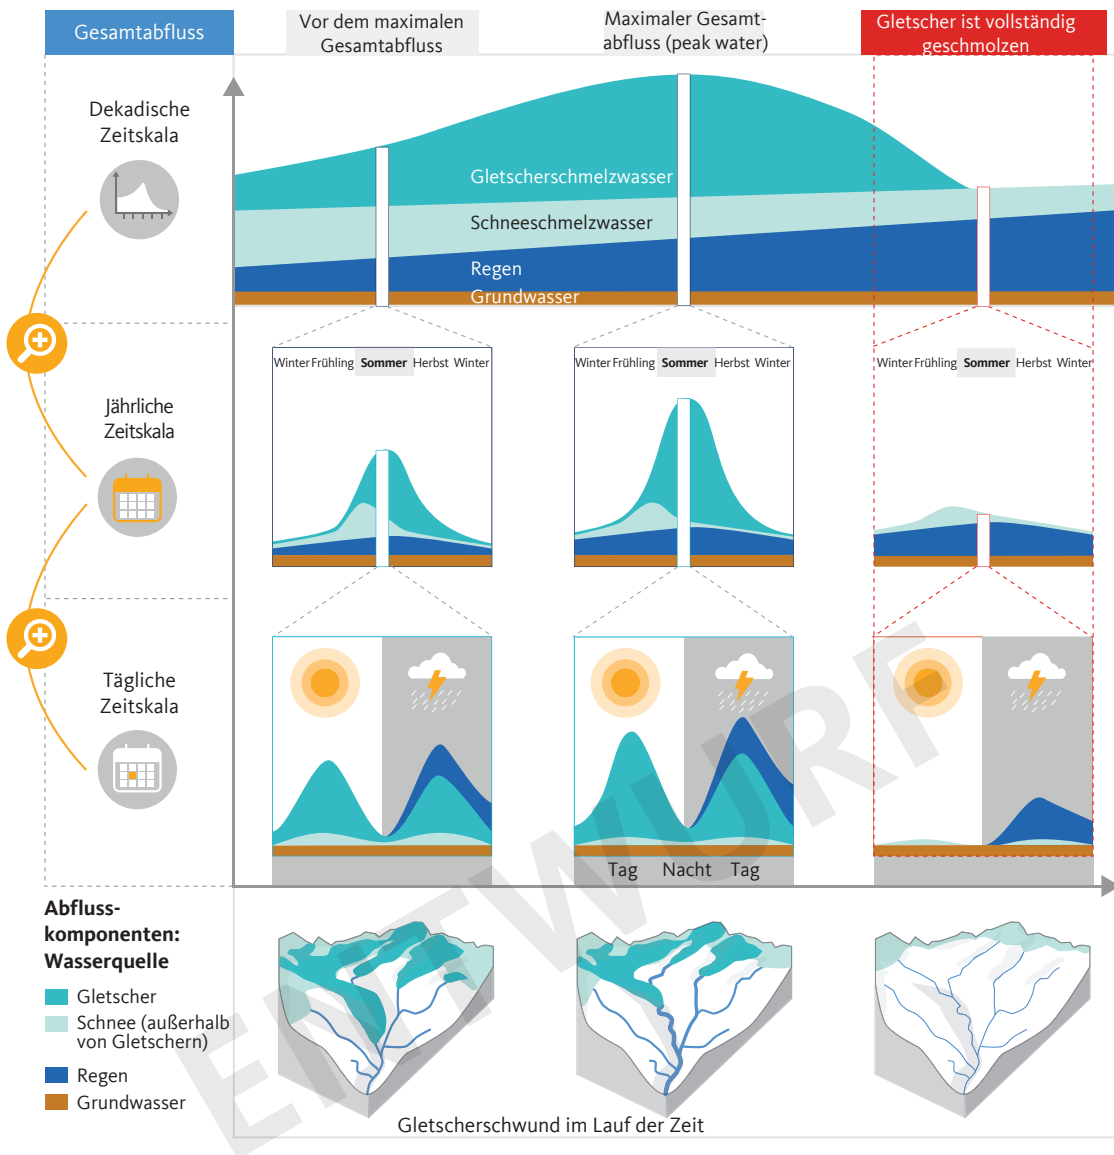 Gesamtabfluss
Vor dem maximalen
Gesamtabfluss
Maximaler Gesamt-
abfluss (peak water)
Gletscher ist vollständig
geschmolzen
Dekadische
Zeitskala
Gletscherschmelzwasser
Schneeschmelzwasser
Regen
Grundwasser
Winter Frühling Sommer Herbst Winter
Winter Frühling Sommer Herbst Winter
Winter Frühling Sommer Herbst Winter
Jährliche
Zeitskala
Tägliche
Zeitskala
Tag Nacht Tag
Abfluss-
komponenten:
Wasserquelle
Gletscher
Schnee (außerhalb
von Gletschern)
Regen
Grundwasser
Gletscherschwund im Lauf der Zeit
ENTWURF